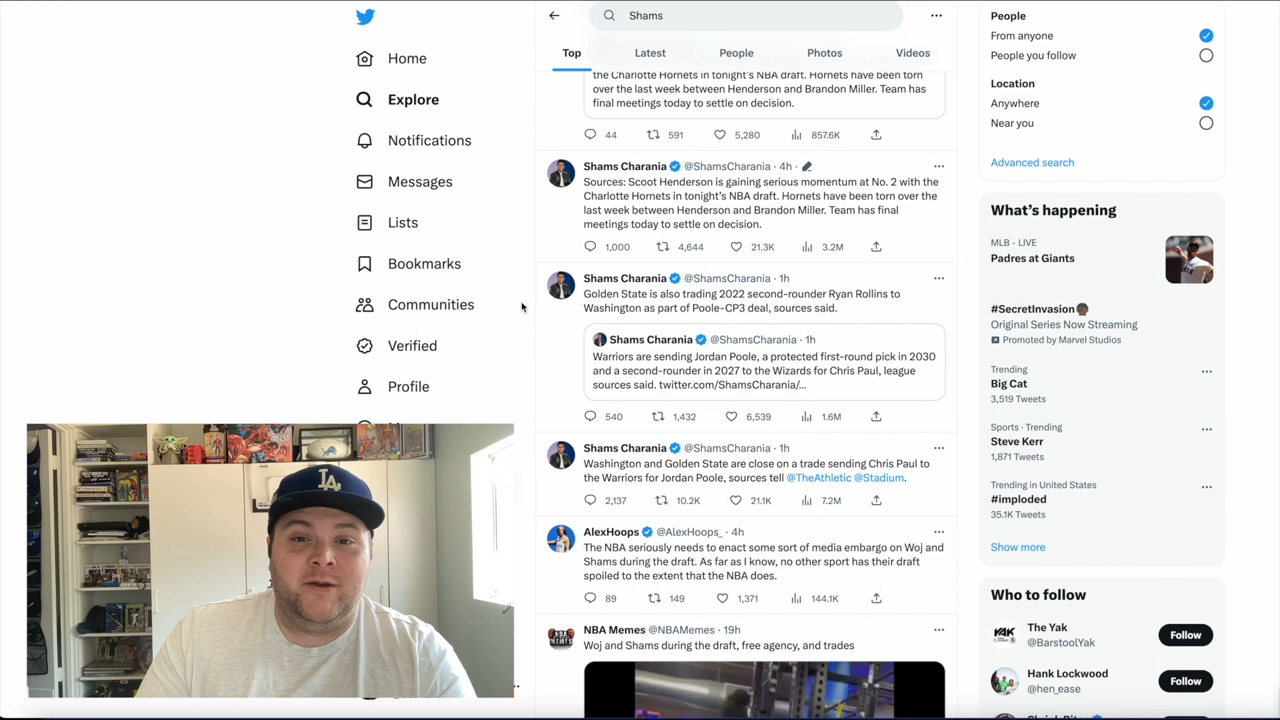 Home
Explore
Notifications
Messages
Lists
Bookmarks
Communities
Verified
Profile
Shams
Top
Latest
People
Photos
Videos
the Charlotte Hornets in tonight's NBA draft. Hornets have been torn
over the last week between Henderson and Brandon Miller. Team has
final meetings today to settle on decision.
44 591 5,280 857.6K
Shams Charania @ShamsCharania · 4h ·
Sources: Scoot Henderson is gaining serious momentum at No. 2 with the
Charlotte Hornets in tonight's NBA draft. Hornets have been torn over the
last week between Henderson and Brandon Miller. Team has final
meetings today to settle on decision.
1,000 4,644 21.3K 3.2M
Shams Charania @ShamsCharania · 1h
Golden State is also trading 2022 second-rounder Ryan Rollins to
Washington as part of Poole-CP3 deal, sources said.
Shams Charania @ShamsCharania · 1h
Warriors are sending Jordan Poole, a protected first-round pick in 2030
and a second-rounder in 2027 to the Wizards for Chris Paul, league
sources said. twitter.com/ShamsCharania/...
540 1,432 6,539 1.6M
Shams Charania @ShamsCharania · 1h
Washington and Golden State are close on a trade sending Chris Paul to
the Warriors for Jordan Poole, sources tell @TheAthletic @Stadium.
2,137 10.2K 21.1K 7.2M
AlexHoops @AlexHoops_ · 4h
The NBA seriously needs to enact some sort of media embargo on Woj and
Shams during the draft. As far as I know, no other sport has their draft
spoiled to the extent that the NBA does.
89 149 1,371 144.1K
NBA Memes @NBAMemes · 19h
Woj and Shams during the draft, free agency, and trades
People
From anyone
People you follow
Location
Anywhere
Near you
Advanced search
What's happening
MLB · LIVE
Padres at Giants
#SecretInvasion
Original Series Now Streaming
Promoted by Marvel Studios
Trending
Big Cat
3,519 Tweets
Sports · Trending
Steve Kerr
1,871 Tweets
Trending in United States
#imploded
35.1K Tweets
Show more
Who to follow
YAK
The Yak
@BarstoolYak
Follow
Hank Lockwood
@hen_ease
Follow
LA